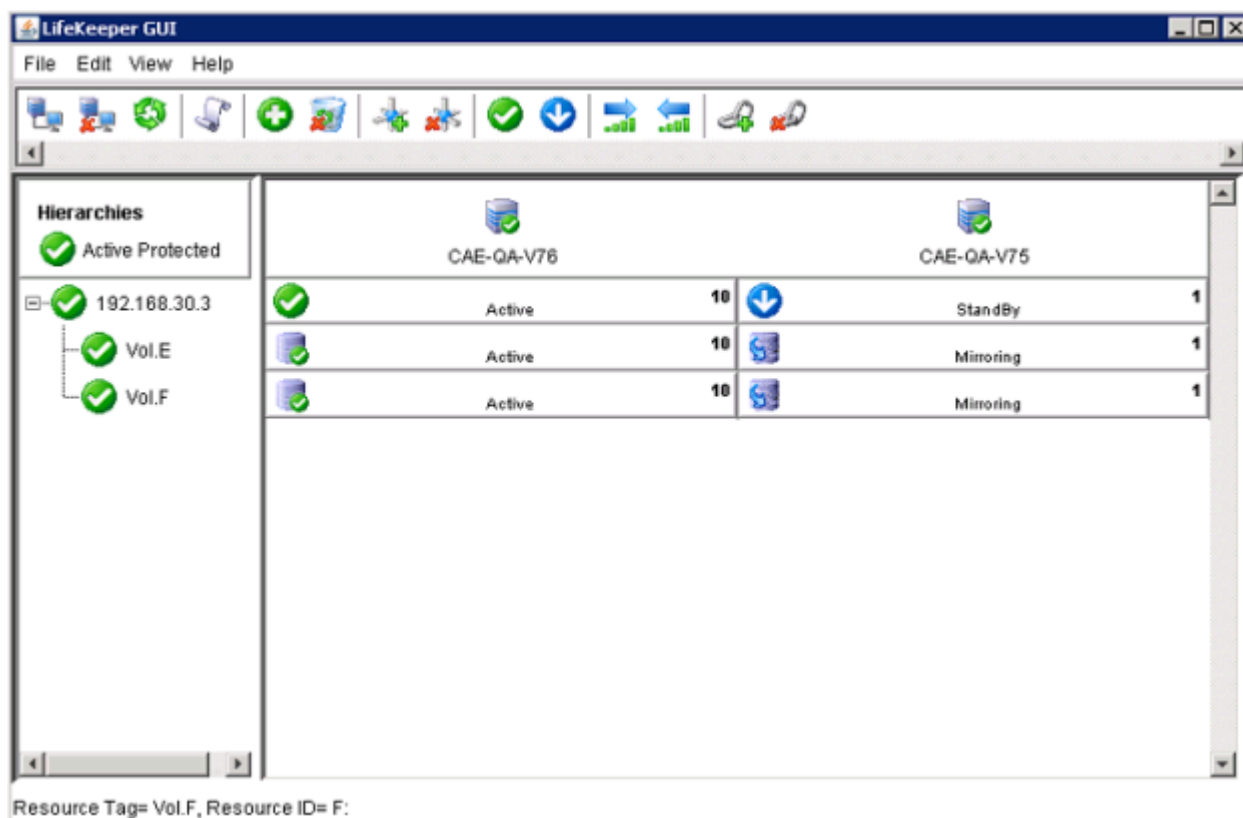 LifeKeeper GUI
File Edit View Help
Hierarchies
Active Protected
CAE-QA-V76 CAE-QA-V75
192.168.30.3 Active 10 StandBy 1
Vol.E Active 10 Mirroring 1
Vol.F Active 10 Mirroring 1
Resource Tag= Vol.F, Resource ID= F: